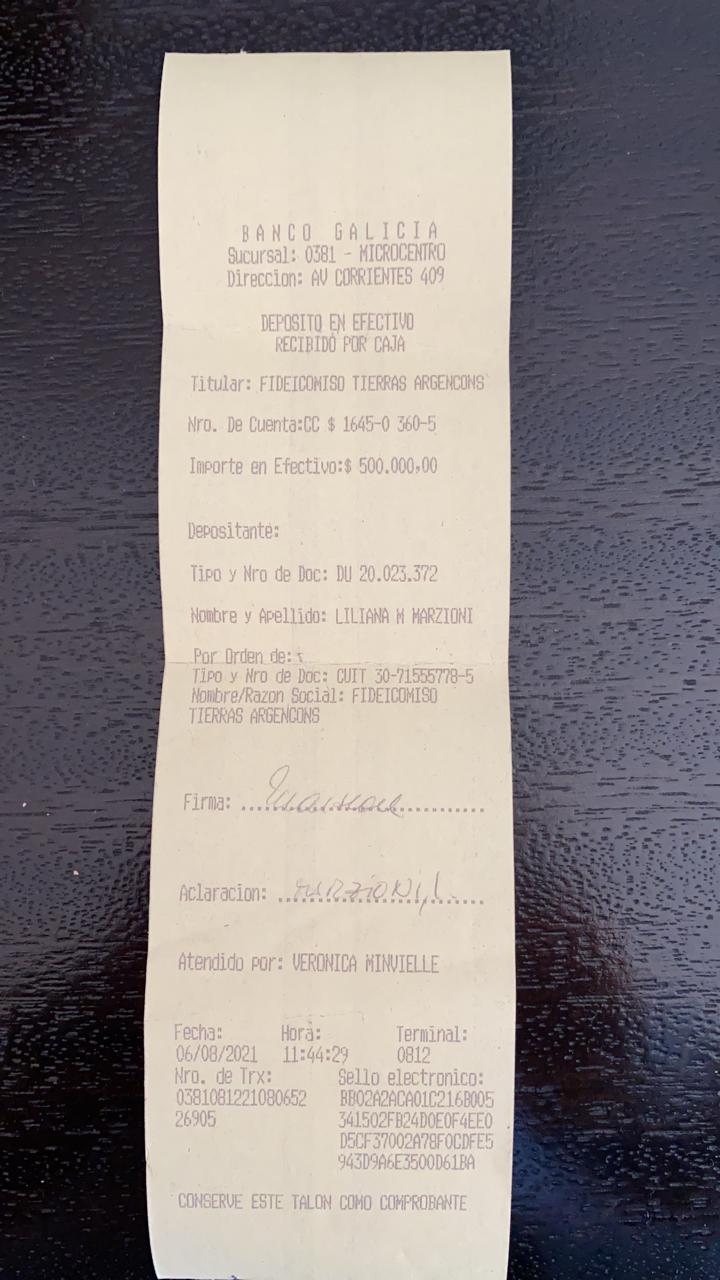 BANCO GALICIA
Sucursal: 0381 - MICROCENTRO
Direccion: AV CORRIENTES 409
DEPOSITO EN EFECTIVO
RECIBIDO POR CAJA
Titular: FIDEICOMISO TIERRAS ARGENCONS
Nro. De Cuenta:CC $ 1645-0 360-5
Importe en Efectivo:$ 500.000,00
Depositante:
Tipo y Nro de Doc: DU 20.023.372
Nombre y Apellido: LILIANA M MARZIONI
Por Orden de:
Tipo y Nro de Doc: CUIT 30-71555778-5
Nombre/Razon Social: FIDEICOMISO
TIERRAS ARGENCONS
Firma:
Aclaracion:
Atendido por: VERONICA MINVIELLE
Fecha: Hora: Terminal:
06/08/2021 11:44:29 0812
Nro. de Trx: Sello electronico:
0381081221080652 BB02A2ACA01C216B005
26905 341502FB24D0E0F4EE0
D5CF37002A78F0CDFE5
943D9A6E3500D61BA
CONSERVE ESTE TALON COMO COMPROBANTE